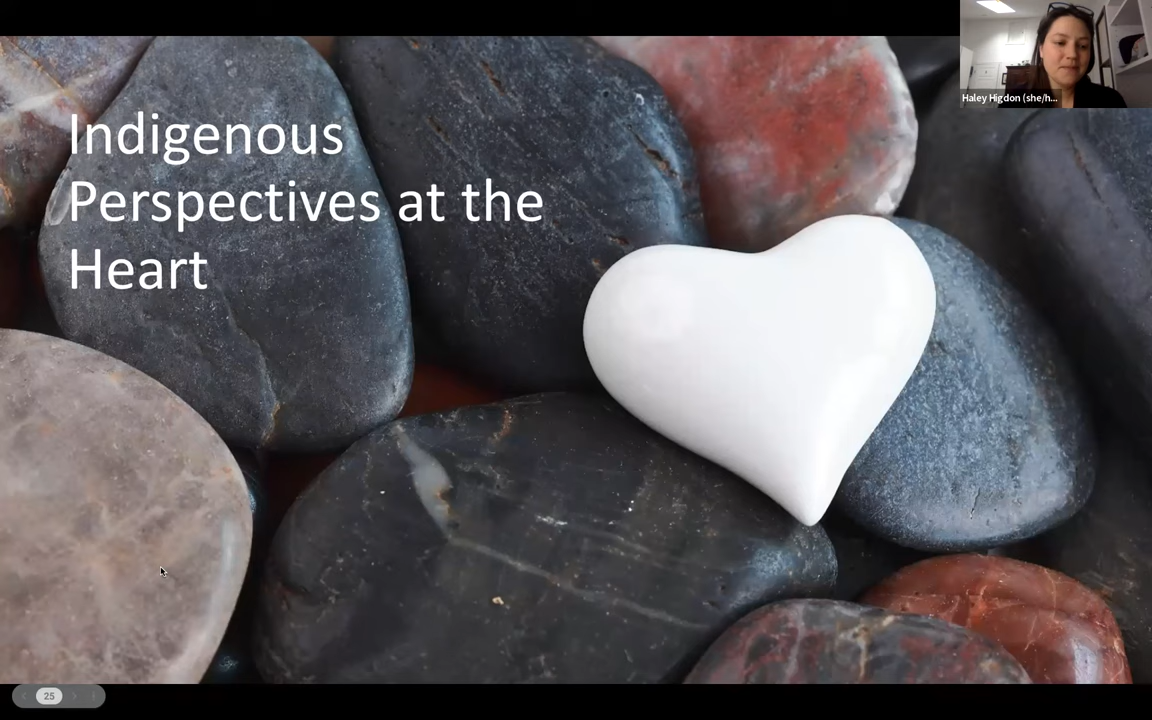 Indigenous
Perspectives at the
Heart
Haley Higdon (she/h...
25